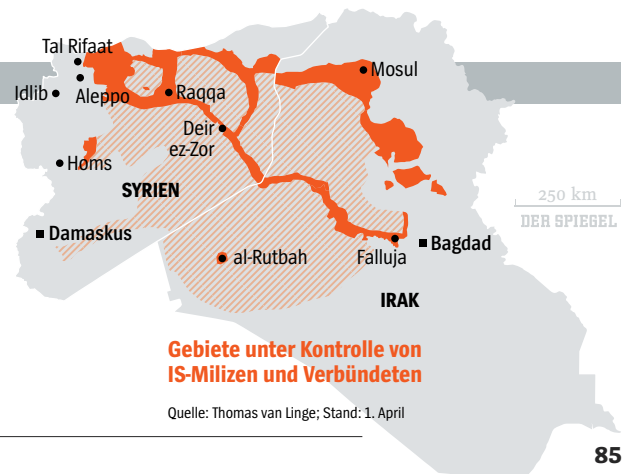 Tal Rifaat
Mosul
Idlib
Aleppo
Raqqa
Deir
ez-Zor
Homs
SYRIEN
250 km
DER SPIEGEL
Damaskus
al-Rutbah
Falluja
Bagdad
IRAK
Gebiete unter Kontrolle von
IS-Milizen und Verbündeten
Quelle: Thomas van Linge; Stand: 1. April
85